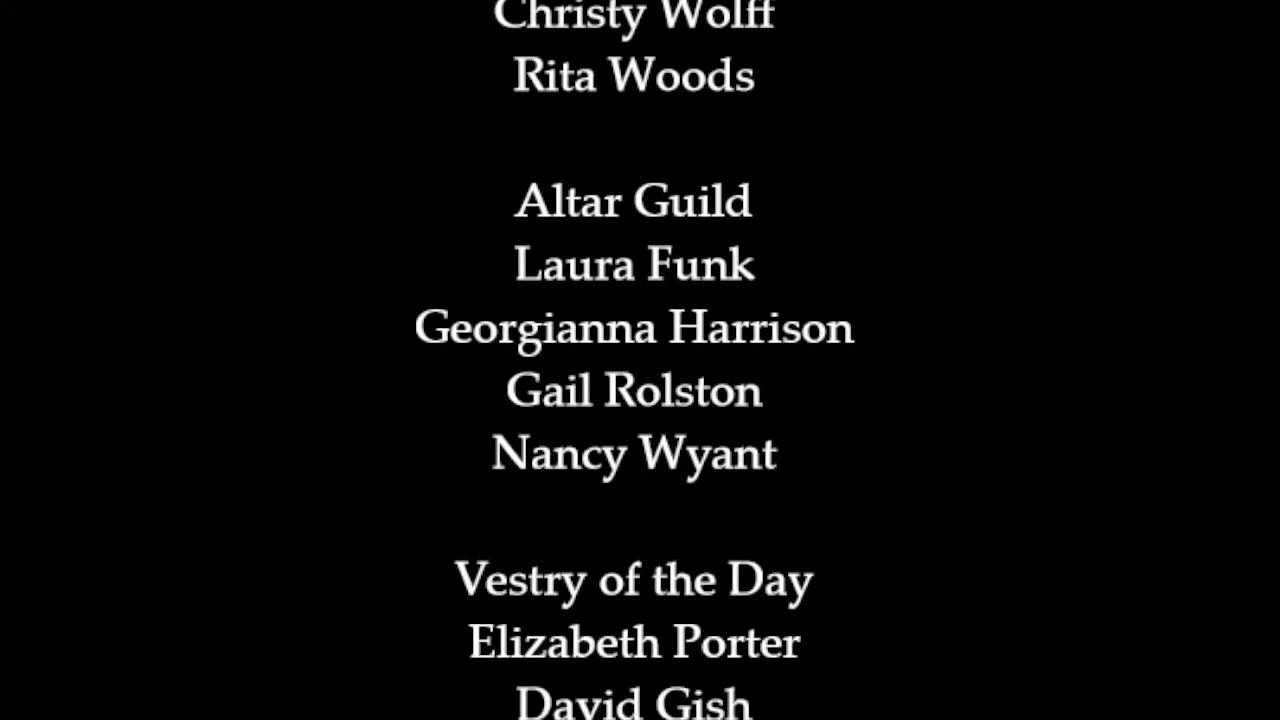 Christy Wolff
Rita Woods
Altar Guild
Laura Funk
Georgianna Harrison
Gail Rolston
Nancy Wyant
Vestry of the Day
Elizabeth Porter
David Gish